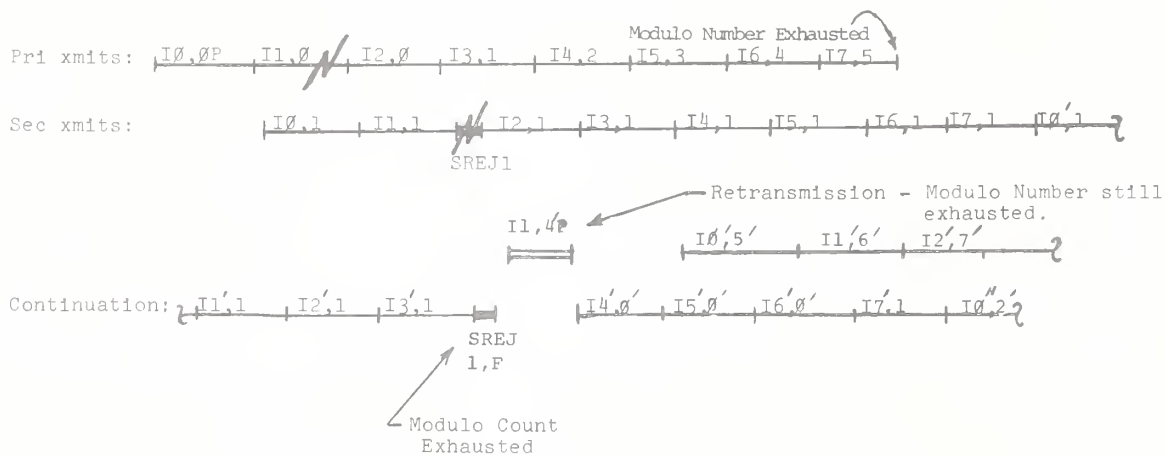 Modulo Number Exhausted
Pri xmits: IØ,ØP I1,Ø I2,Ø I3,1 I4,2 I5,3 I6,4 I7,5
Sec xmits: IØ,1 I1,1 I2,1 I3,1 I4,1 I5,1 I6,1 I7,1 IØ',1
SREJ1
Retransmission - Modulo Number still
exhausted.
I1,4'P IØ',5' I1',6' I2',7'
Continuation: I1',1 I2',1 I3',1 I4',Ø' I5',Ø' I6',Ø' I7',1 IØ",2'
SREJ
1,F
Modulo Count
Exhausted